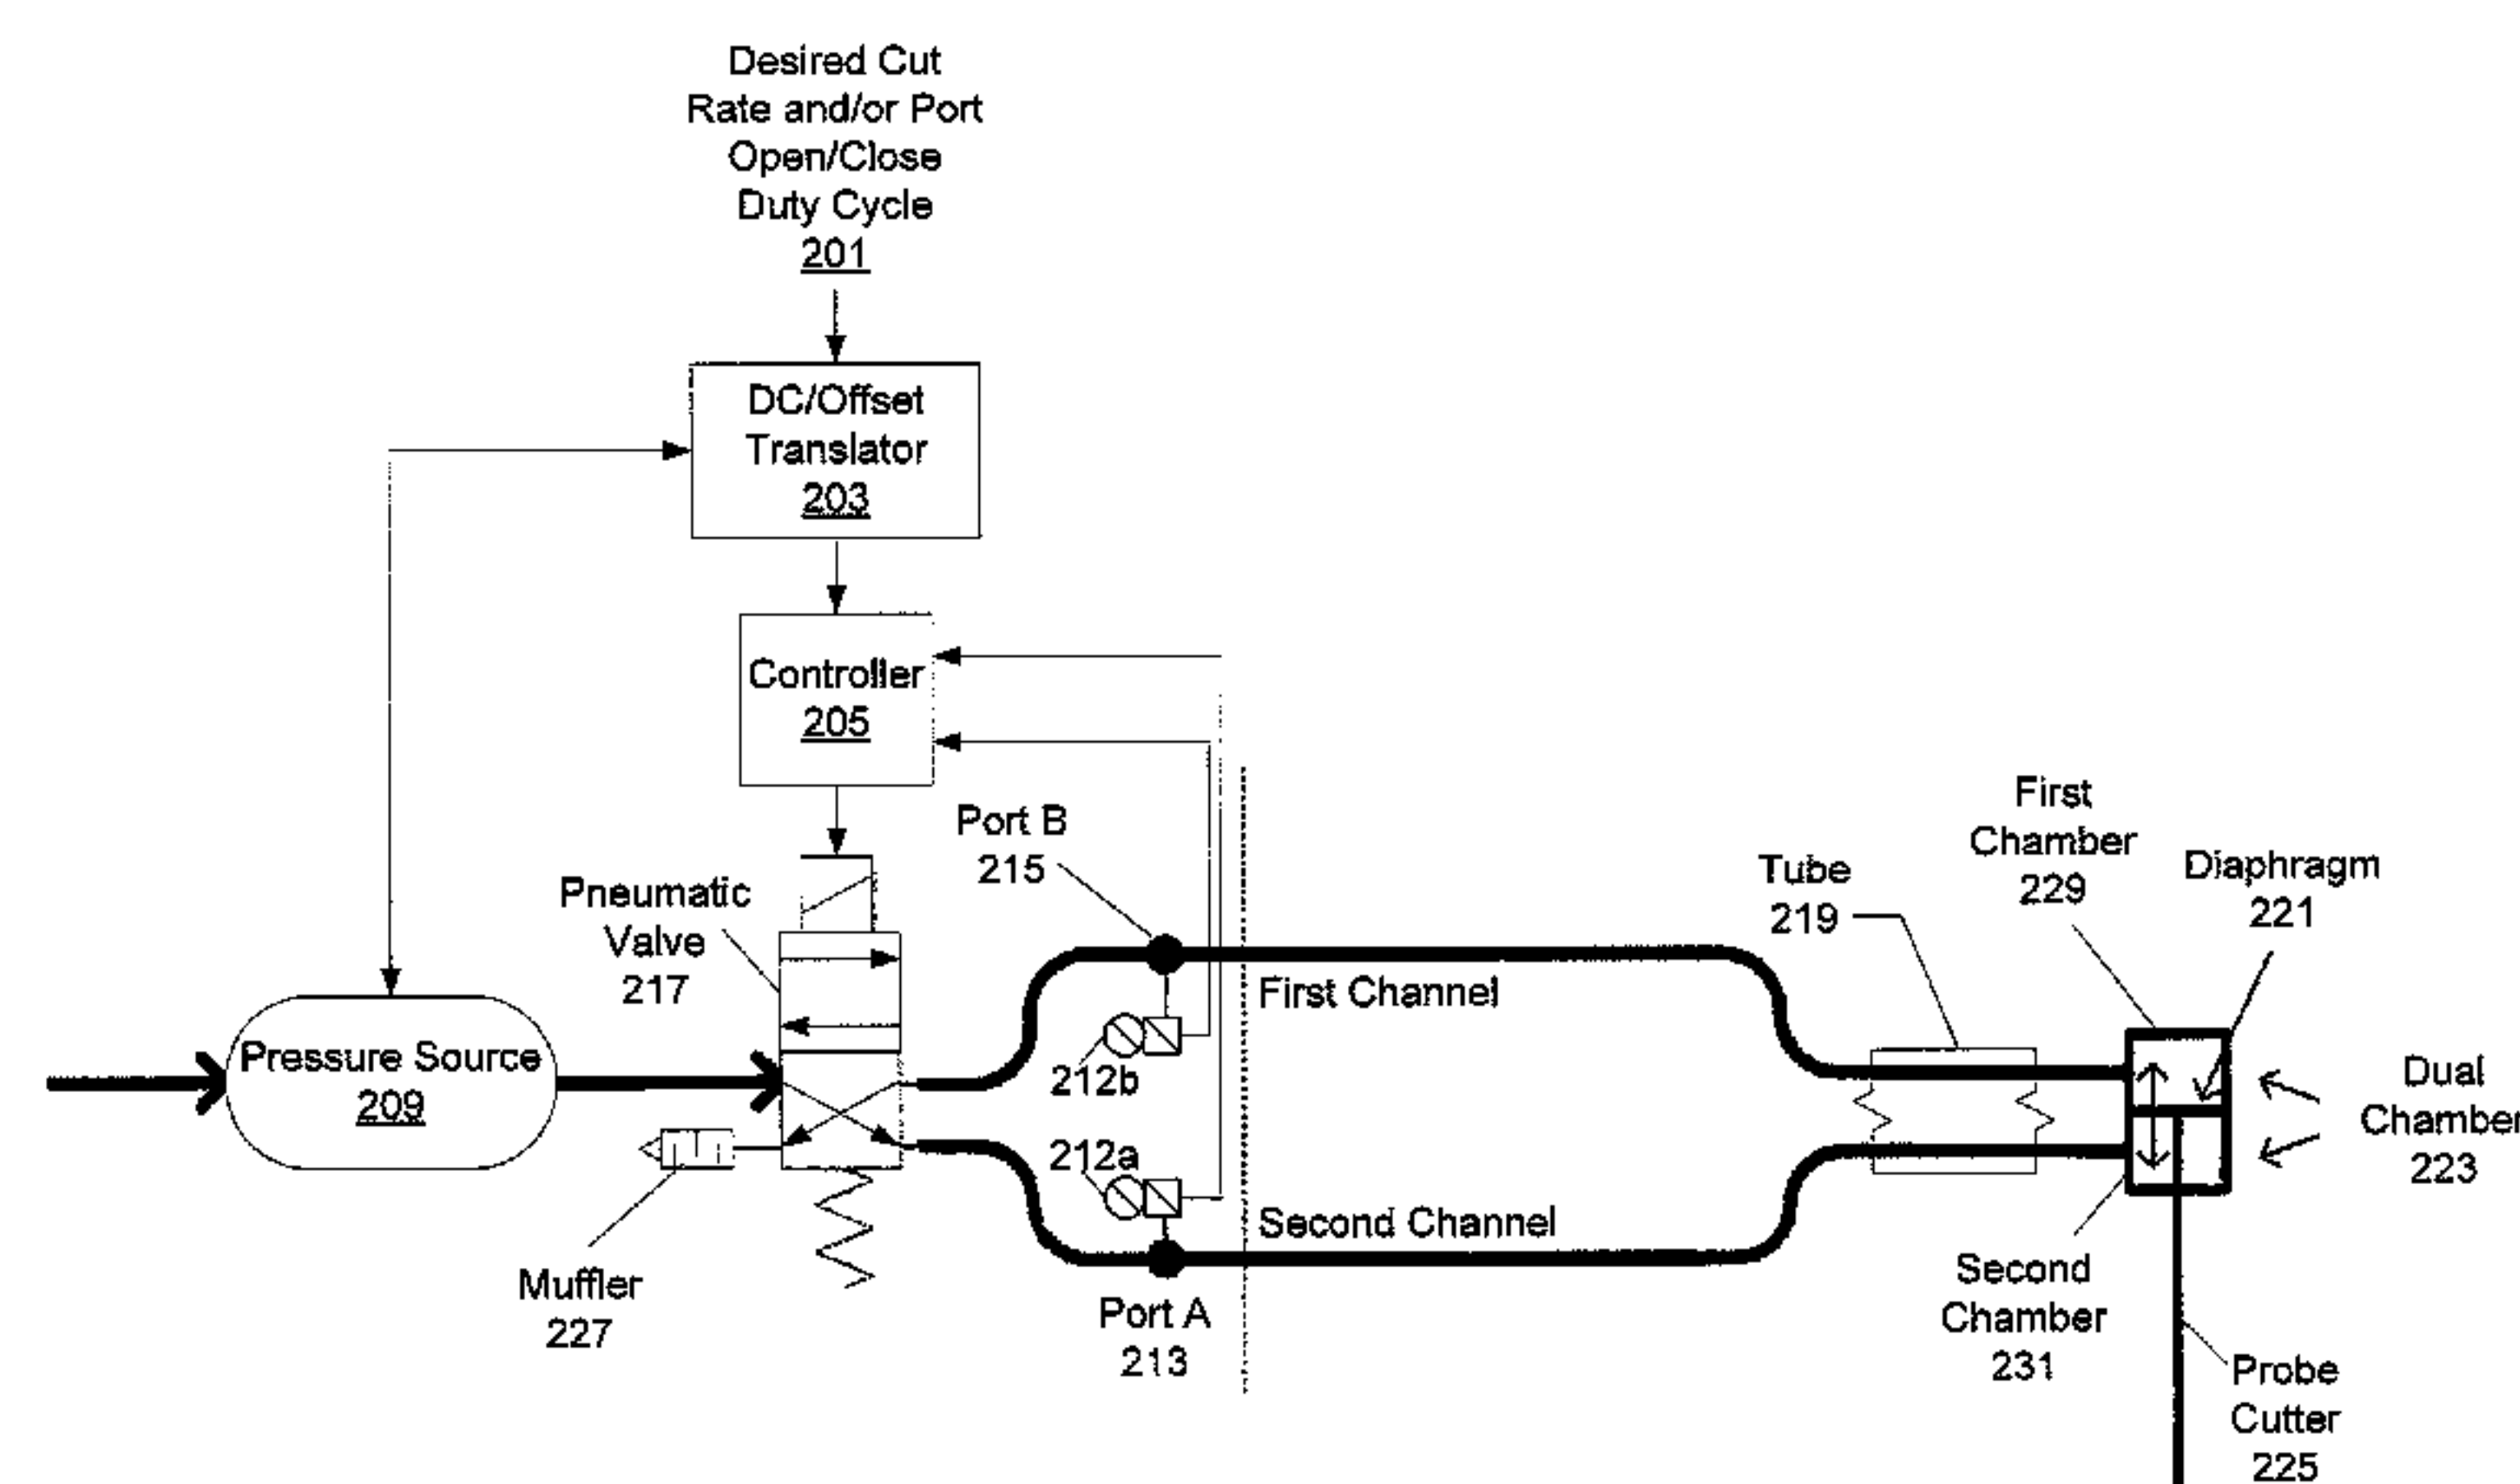 Desired Cut
Rate and/or Port
Open/Close
Duty Cycle
201
DC/Offset
Translator
203
Controller
205
Port B
215
Pneumatic
Valve
217
First
Chamber
229
Diaphragm
221
Tube
219
First Channel
Pressure Source
209
212b
Dual
Chamber
223
212a
Second Channel
Muffler
227
Port A
213
Second
Chamber
231
Probe
Cutter
225